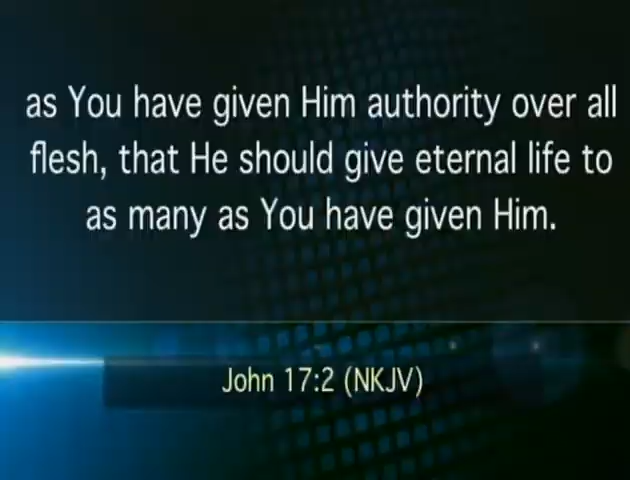 as You have given Him authority over all
flesh, that He should give eternal life to
as many as You have given Him.
John 17:2 (NKJV)